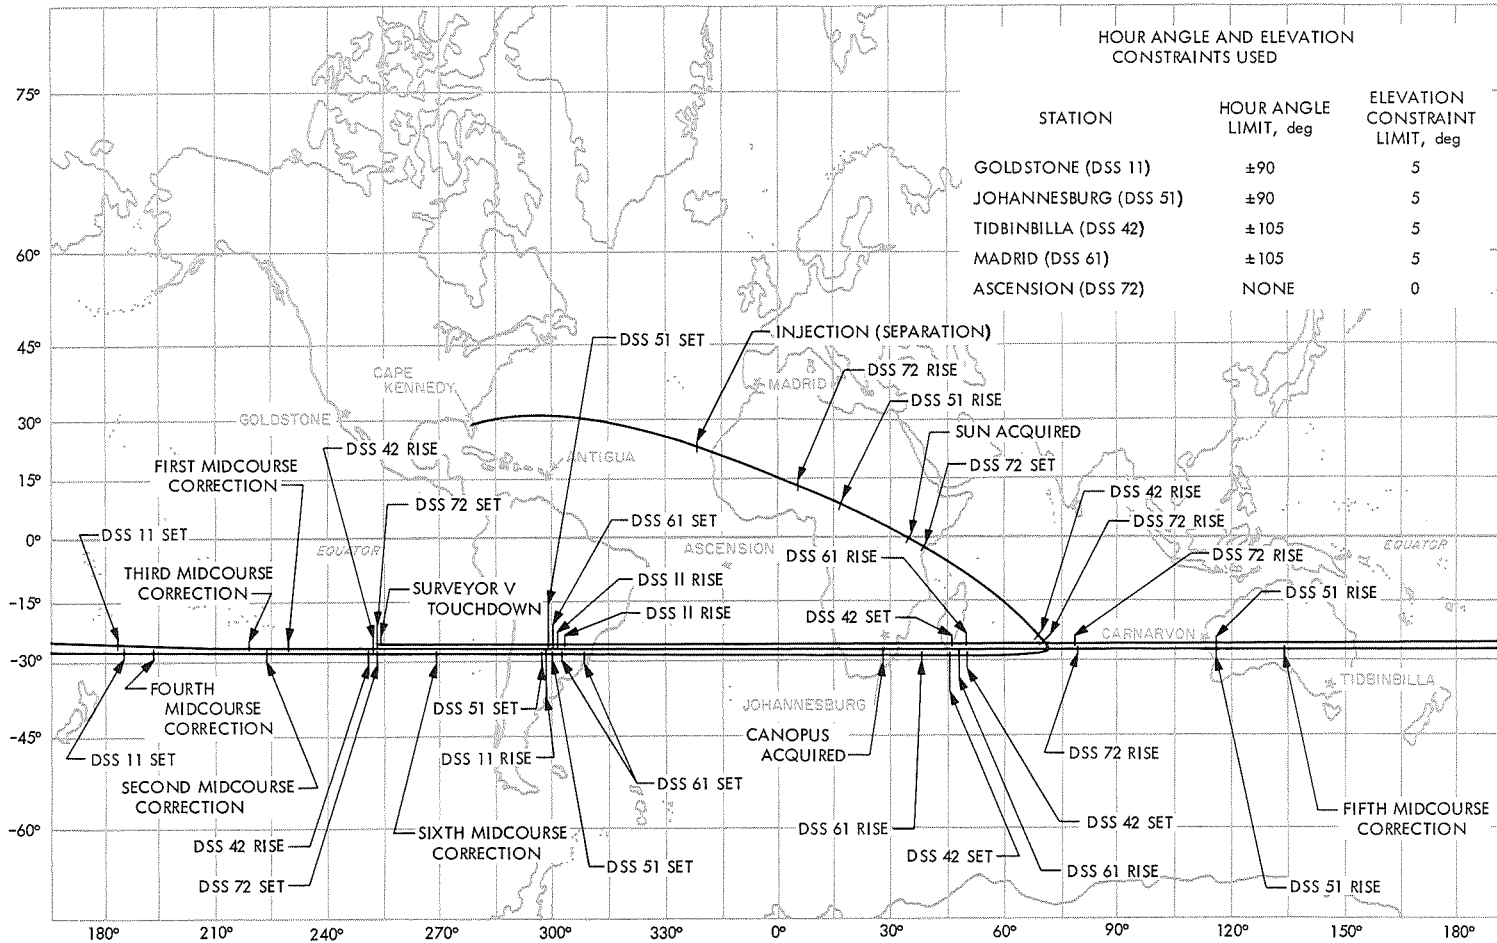 HOUR ANGLE AND ELEVATION
CONSTRAINTS USED
STATION
HOUR ANGLE
LIMIT, deg
ELEVATION
CONSTRAINT
LIMIT, deg
GOLDSTONE (DSS 11) ±90 5
JOHANNESBURG (DSS 51) ±90 5
TIDBINBILLA (DSS 42) ±105 5
MADRID (DSS 61) ±105 5
ASCENSION (DSS 72) NONE 0
75°
60°
45°
30°
15°
0°
-15°
-30°
-45°
-60°
DSS 51 SET
INJECTION (SEPARATION)
CAPE
KENNEDY
MADRID
DSS 72 RISE
GOLDSTONE
DSS 51 RISE
SUN ACQUIRED
DSS 42 RISE
ANTIGUA
DSS 72 SET
FIRST MIDCOURSE
CORRECTION
DSS 72 SET
DSS 42 RISE
DSS 61 SET
DSS 72 RISE
DSS 11 SET
EQUATOR
ASCENSION
DSS 61 RISE
DSS 72 RISE
EQUATOR
THIRD MIDCOURSE
CORRECTION
SURVEYOR V
TOUCHDOWN
DSS 11 RISE
DSS 11 RISE
DSS 42 SET
DSS 51 RISE
CARNARVON
FOURTH
MIDCOURSE
CORRECTION
DSS 51 SET
JOHANNESBURG
TIDBINBILLA
CANOPUS
ACQUIRED
DSS 11 SET
DSS 11 RISE
DSS 72 RISE
SECOND MIDCOURSE
CORRECTION
DSS 61 SET
FIFTH MIDCOURSE
CORRECTION
DSS 42 RISE
SIXTH MIDCOURSE
CORRECTION
DSS 61 RISE
DSS 42 SET
DSS 42 SET
DSS 72 SET
DSS 51 SET
DSS 61 RISE
DSS 51 RISE
180° 210° 240° 270° 300° 330° 0° 30° 60° 90° 120° 150° 180°